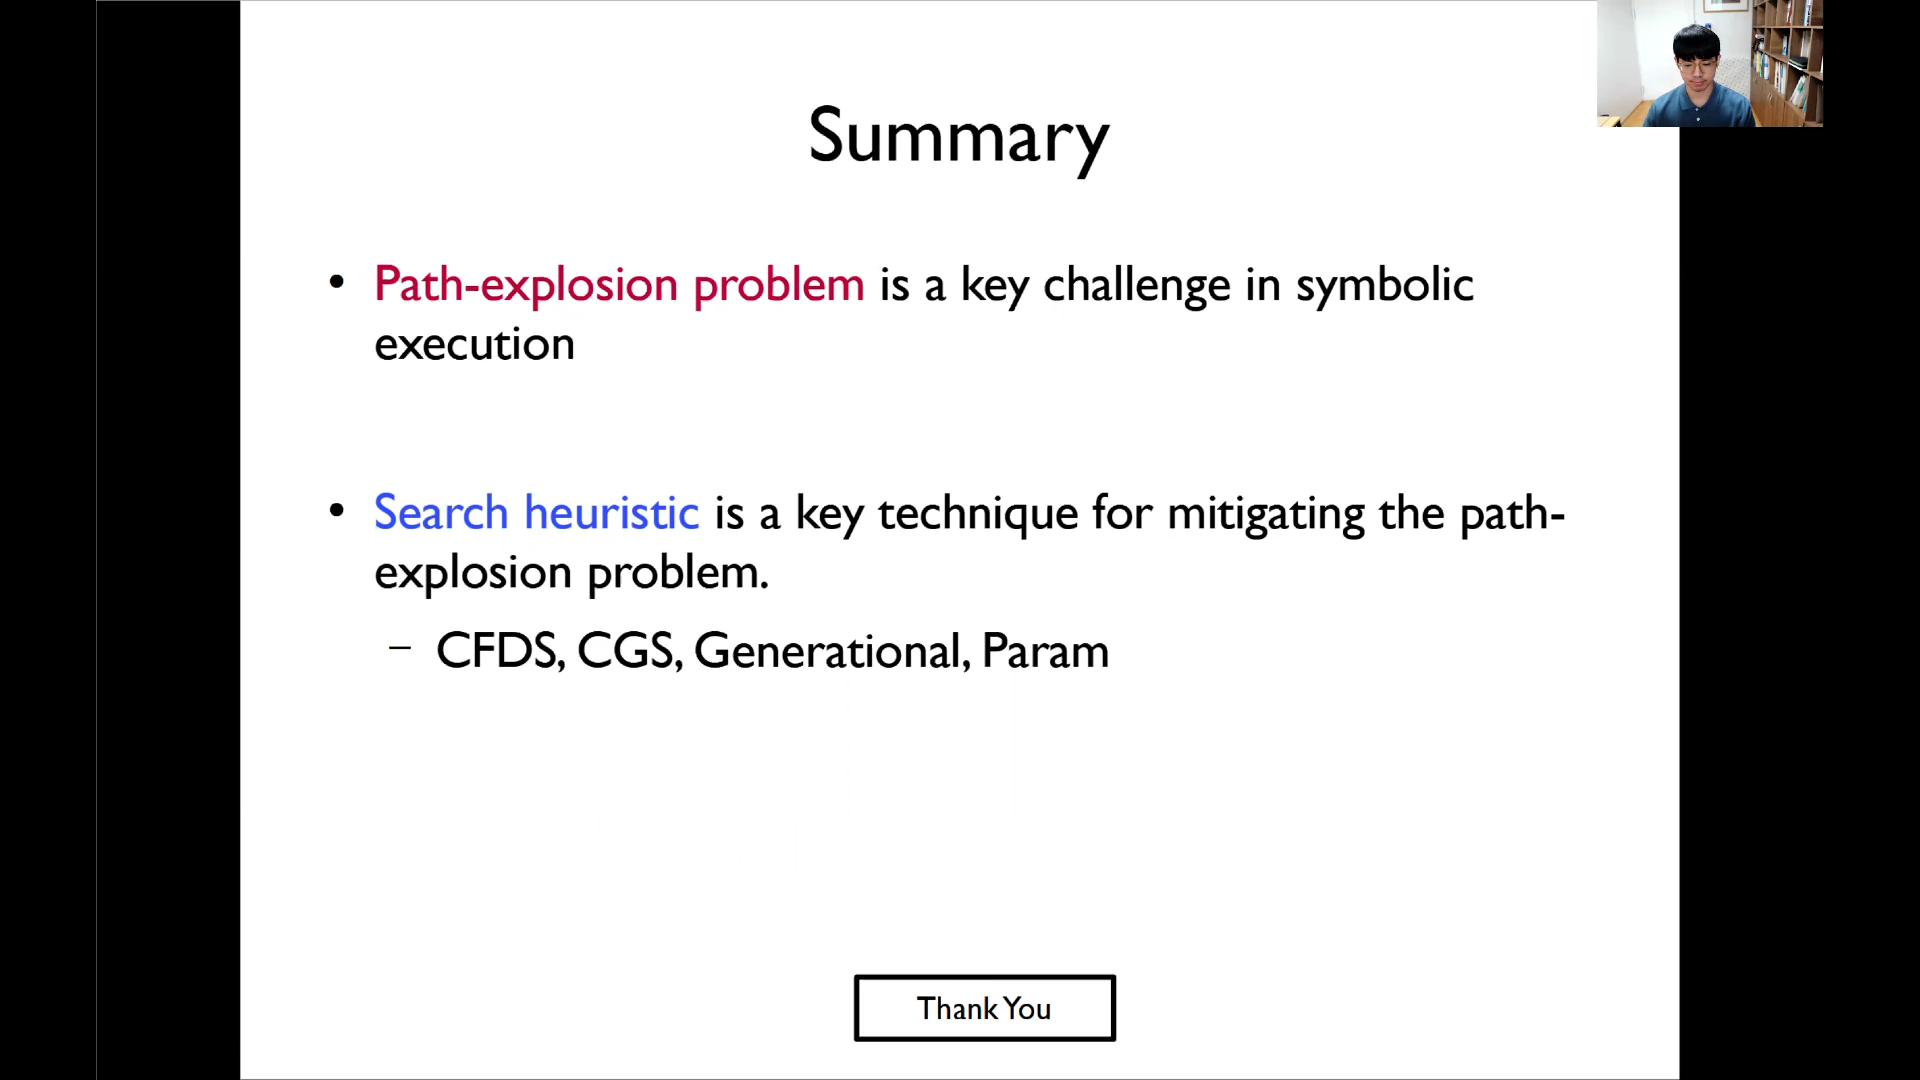 Summary
• Path-explosion problem is a key challenge in symbolic
execution
• Search heuristic is a key technique for mitigating the path-
explosion problem.
– CFDS, CGS, Generational, Param
Thank You